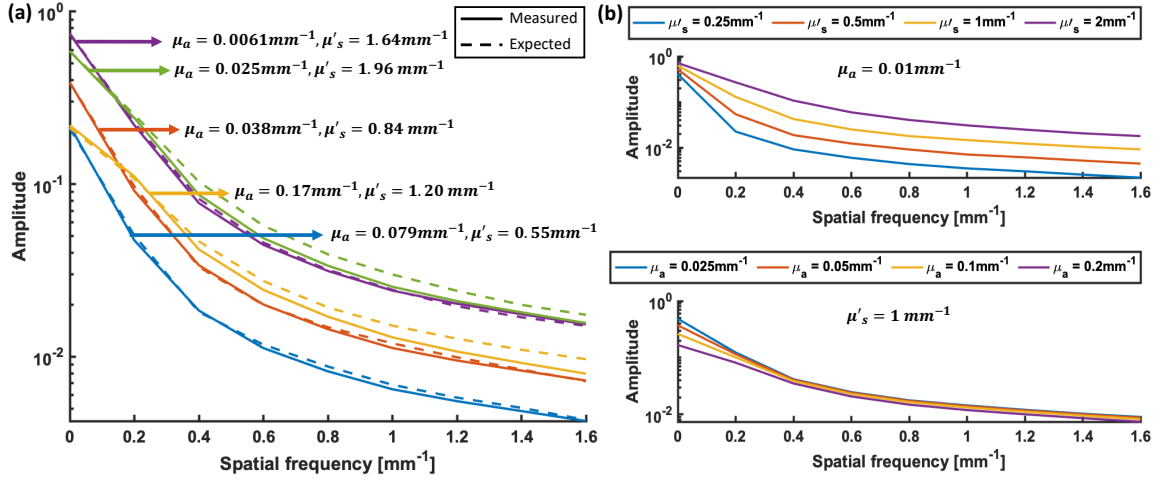 (a)
Measured
Expected
μa = 0.0061mm⁻¹, μ′s = 1.64mm⁻¹
μa = 0.025mm⁻¹, μ′s = 1.96 mm⁻¹
μa = 0.038mm⁻¹, μ′s = 0.84 mm⁻¹
μa = 0.17mm⁻¹, μ′s = 1.20 mm⁻¹
μa = 0.079mm⁻¹, μ′s = 0.55mm⁻¹
Amplitude
10⁰
10⁻¹
10⁻²
0 0.2 0.4 0.6 0.8 1 1.2 1.4 1.6
Spatial frequency [mm⁻¹]
(b)
μ′s = 0.25mm⁻¹ μ′s = 0.5mm⁻¹ μ′s = 1mm⁻¹ μ′s = 2mm⁻¹
μa = 0.01mm⁻¹
Amplitude
10⁰
10⁻²
0 0.2 0.4 0.6 0.8 1 1.2 1.4 1.6
Spatial frequency [mm⁻¹]
μa = 0.025mm⁻¹ μa = 0.05mm⁻¹ μa = 0.1mm⁻¹ μa = 0.2mm⁻¹
μ′s = 1 mm⁻¹
Amplitude
10⁰
10⁻²
0 0.2 0.4 0.6 0.8 1 1.2 1.4 1.6
Spatial frequency [mm⁻¹]